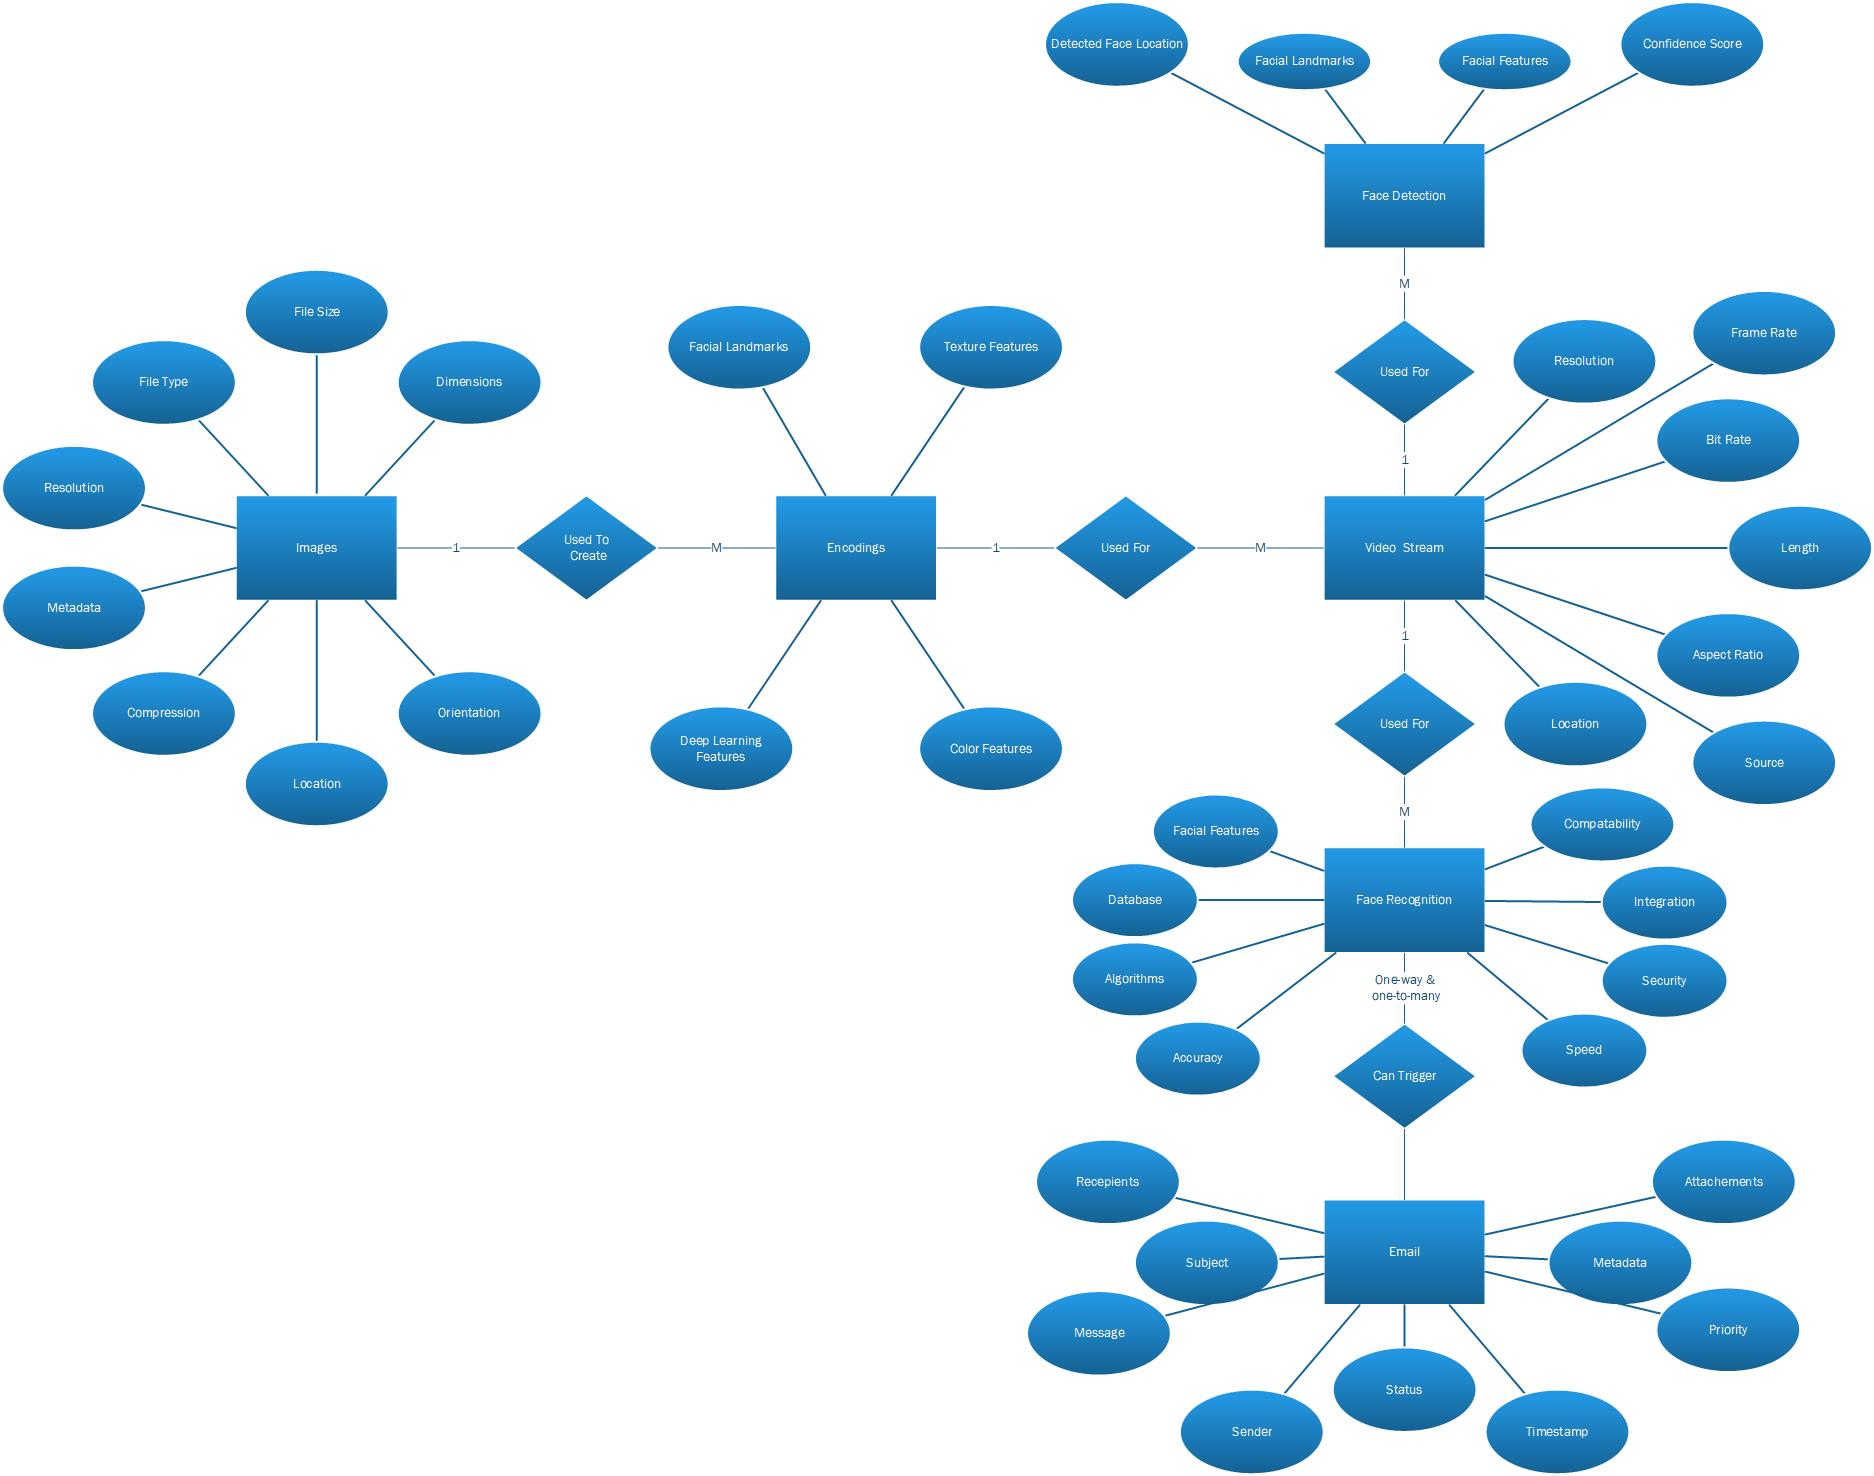 Detected Face Location
Facial Landmarks
Facial Features
Confidence Score
Face Detection
M
Used For
1
File Size
File Type
Dimensions
Resolution
Images
Metadata
Compression
Orientation
Location
1
Used To
Create
M
Facial Landmarks
Texture Features
Encodings
Deep Learning
Features
Color Features
1
Used For
M
Video Stream
Resolution
Frame Rate
Bit Rate
Length
Aspect Ratio
Location
Source
1
Used For
M
Facial Features
Compatability
Database
Face Recognition
Integration
Algorithms
Security
Accuracy
Speed
One-way &
one-to-many
Can Trigger
Recepients
Attachements
Subject
Email
Metadata
Message
Priority
Status
Sender
Timestamp